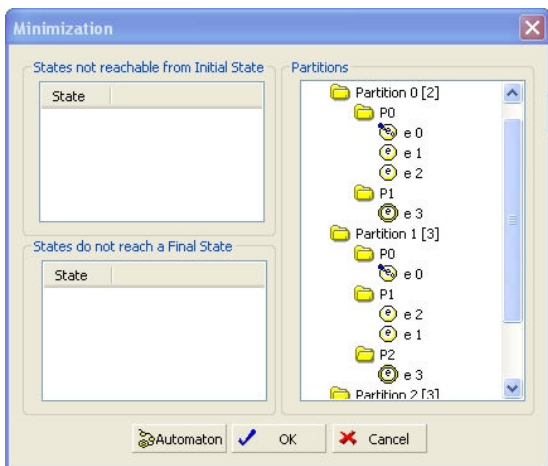 Minimization
States not reachable from Initial State
State
States do not reach a Final State
State
Partitions
Partition 0 [2]
P0
e 0
e 1
e 2
P1
e 3
Partition 1 [3]
P0
e 0
P1
e 2
e 1
P2
e 3
Partition 2 [3]
Automaton
OK
Cancel